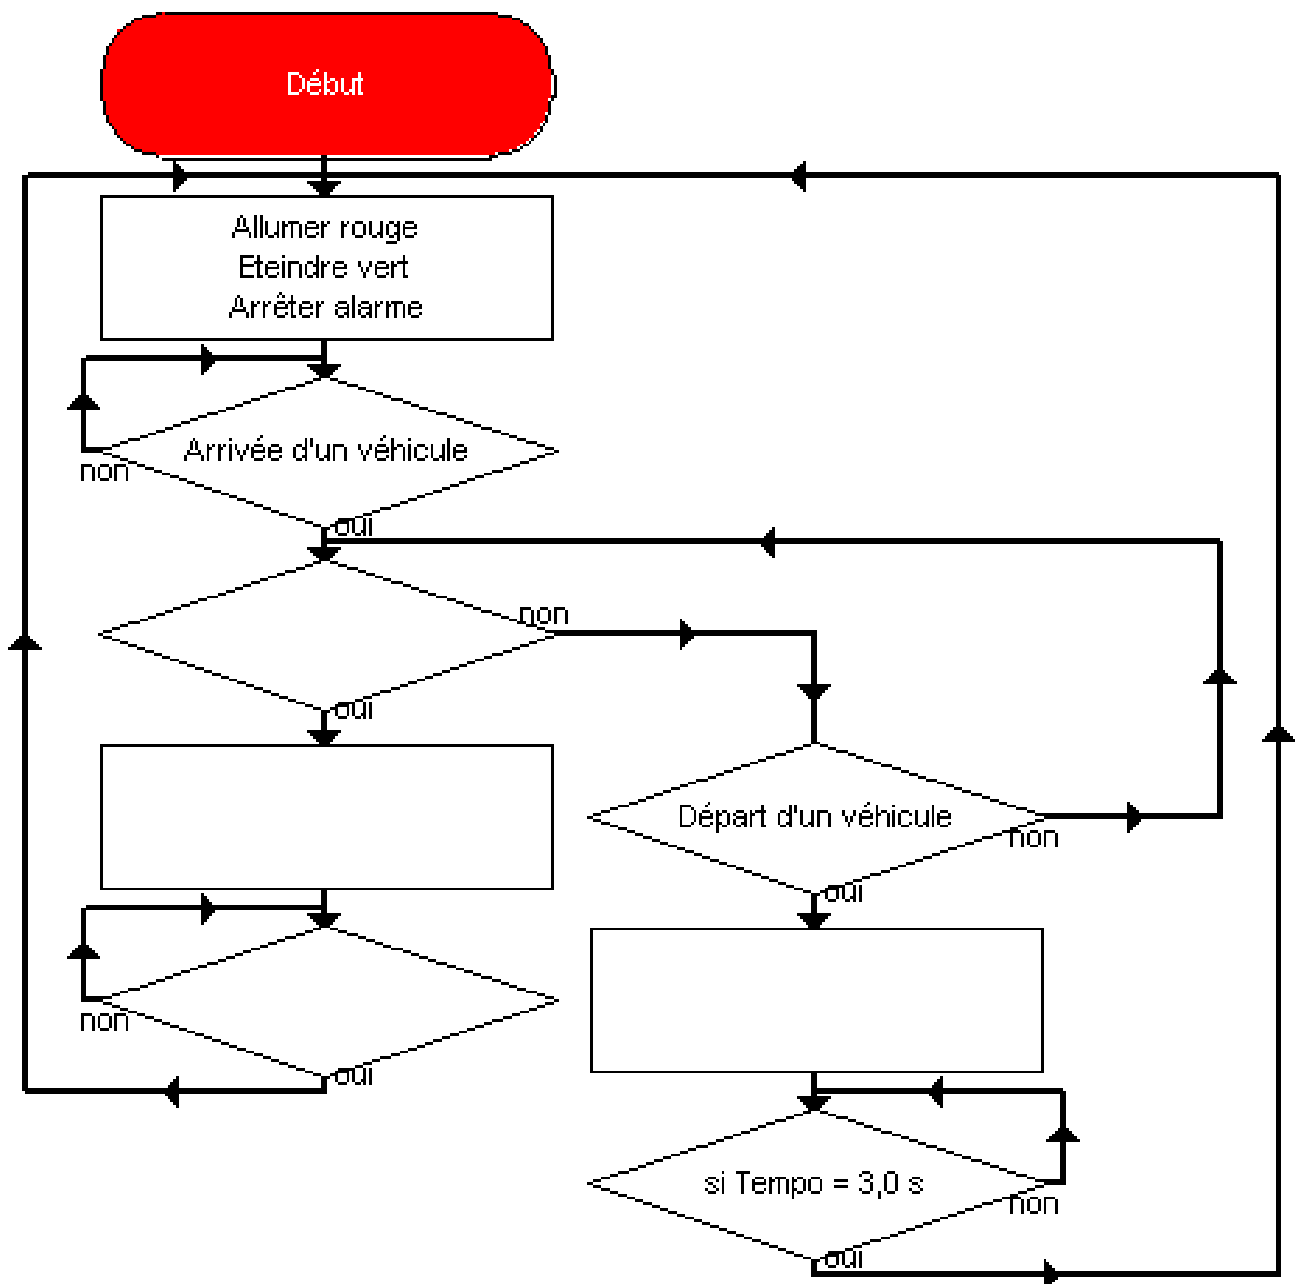 Début
Allumer rouge
Eteindre vert
Arrêter alarme
Arrivée d'un véhicule
non
oui
non
oui
Départ d'un véhicule
non
oui
non
oui
si Tempo = 3,0 s
non
oui